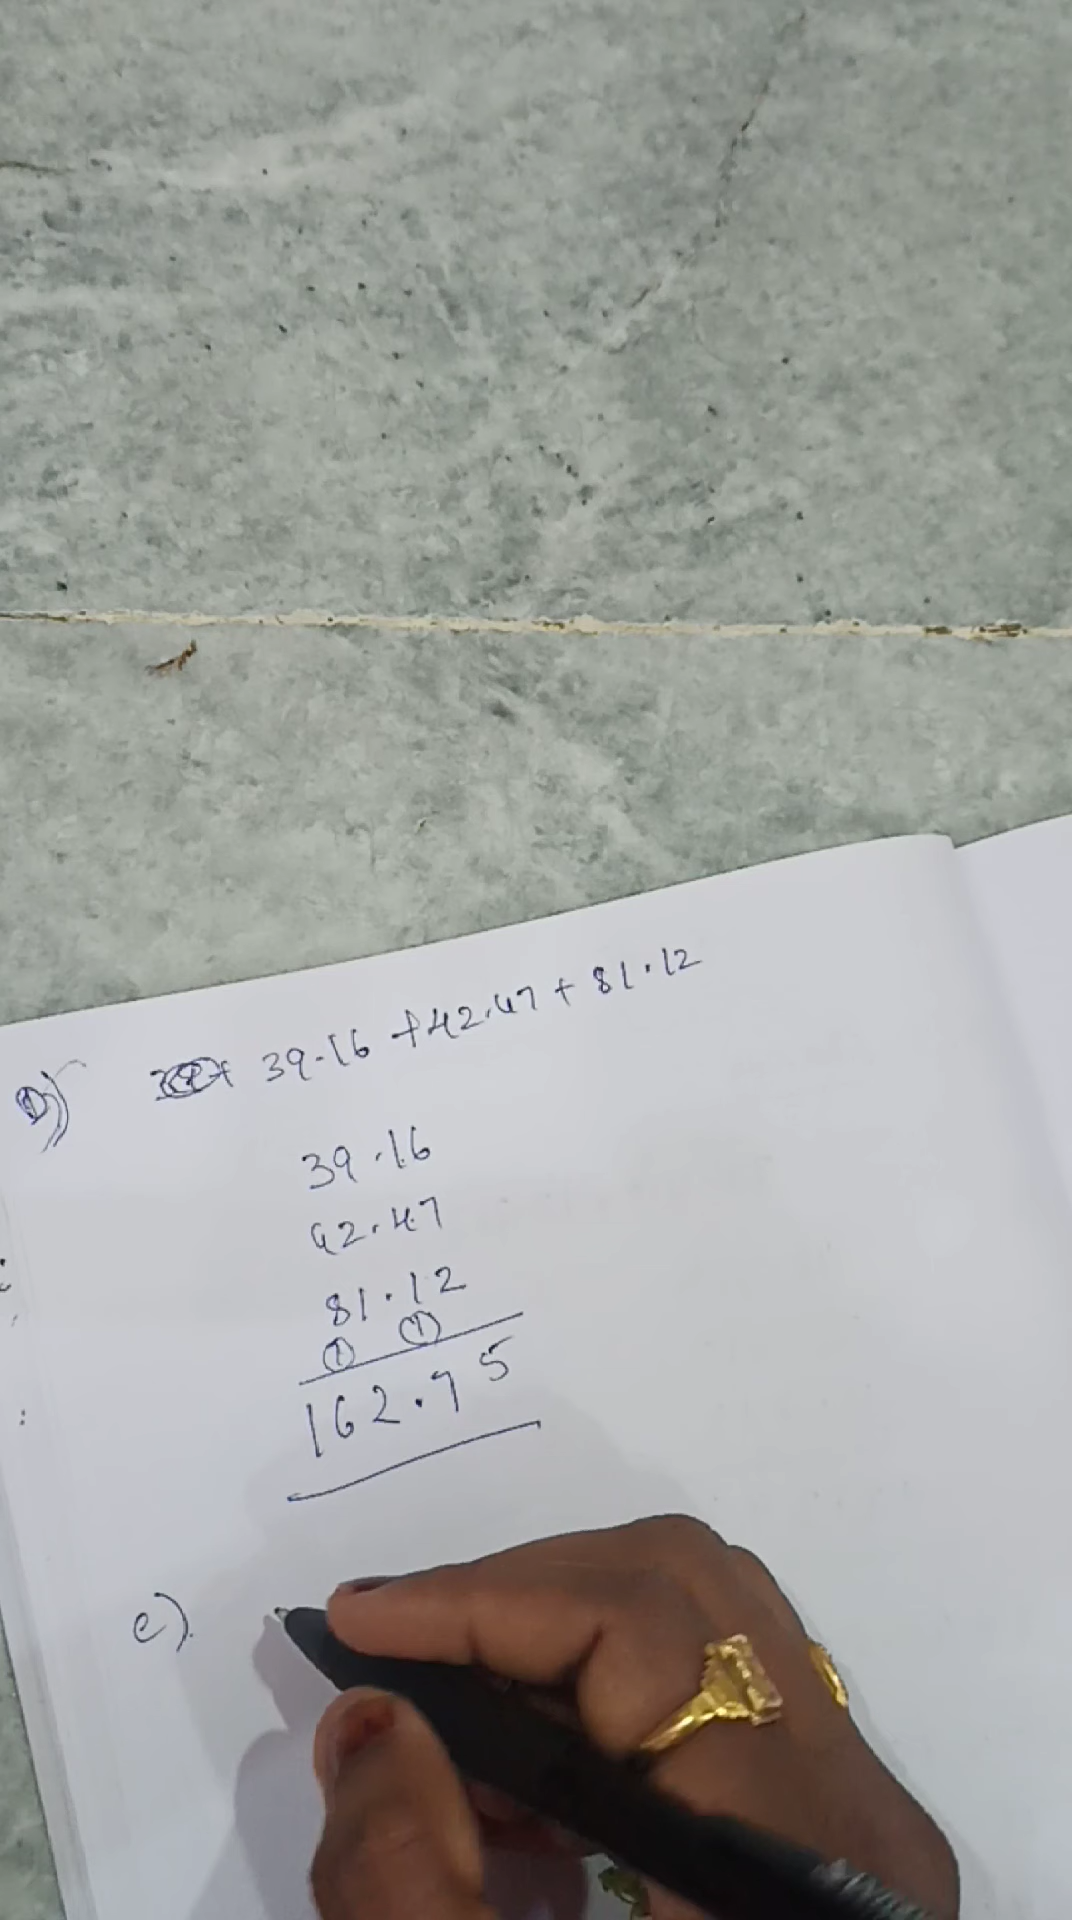 D) 39.16 + 42.47 + 81.12
39.16
42.47
81.12
1 1
162.75
e).